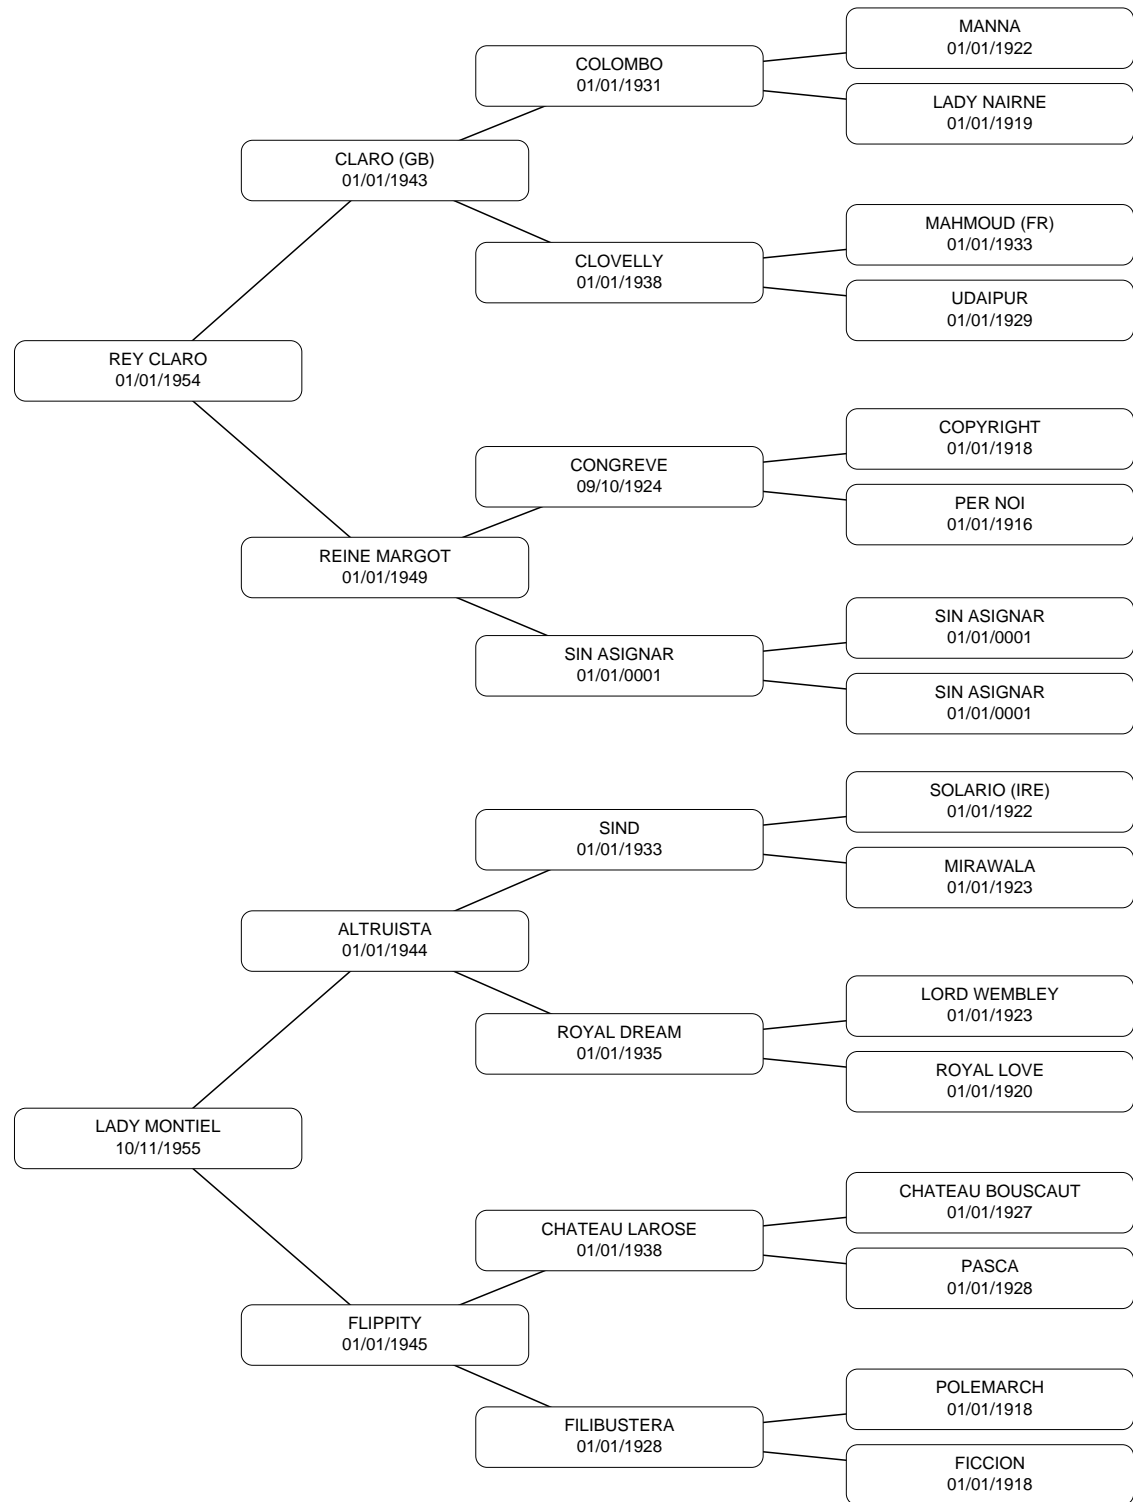 MANNA
01/01/1922
COLOMBO
01/01/1931
LADY NAIRNE
01/01/1919
CLARO (GB)
01/01/1943
MAHMOUD (FR)
01/01/1933
CLOVELLY
01/01/1938
UDAIPUR
01/01/1929
REY CLARO
01/01/1954
COPYRIGHT
01/01/1918
CONGREVE
09/10/1924
PER NOI
01/01/1916
REINE MARGOT
01/01/1949
SIN ASIGNAR
01/01/0001
SIN ASIGNAR
01/01/0001
SIN ASIGNAR
01/01/0001
SOLARIO (IRE)
01/01/1922
SIND
01/01/1933
MIRAWALA
01/01/1923
ALTRUISTA
01/01/1944
LORD WEMBLEY
01/01/1923
ROYAL DREAM
01/01/1935
ROYAL LOVE
01/01/1920
LADY MONTIEL
10/11/1955
CHATEAU BOUSCAUT
01/01/1927
CHATEAU LAROSE
01/01/1938
PASCA
01/01/1928
FLIPPITY
01/01/1945
POLEMARCH
01/01/1918
FILIBUSTERA
01/01/1928
FICCION
01/01/1918